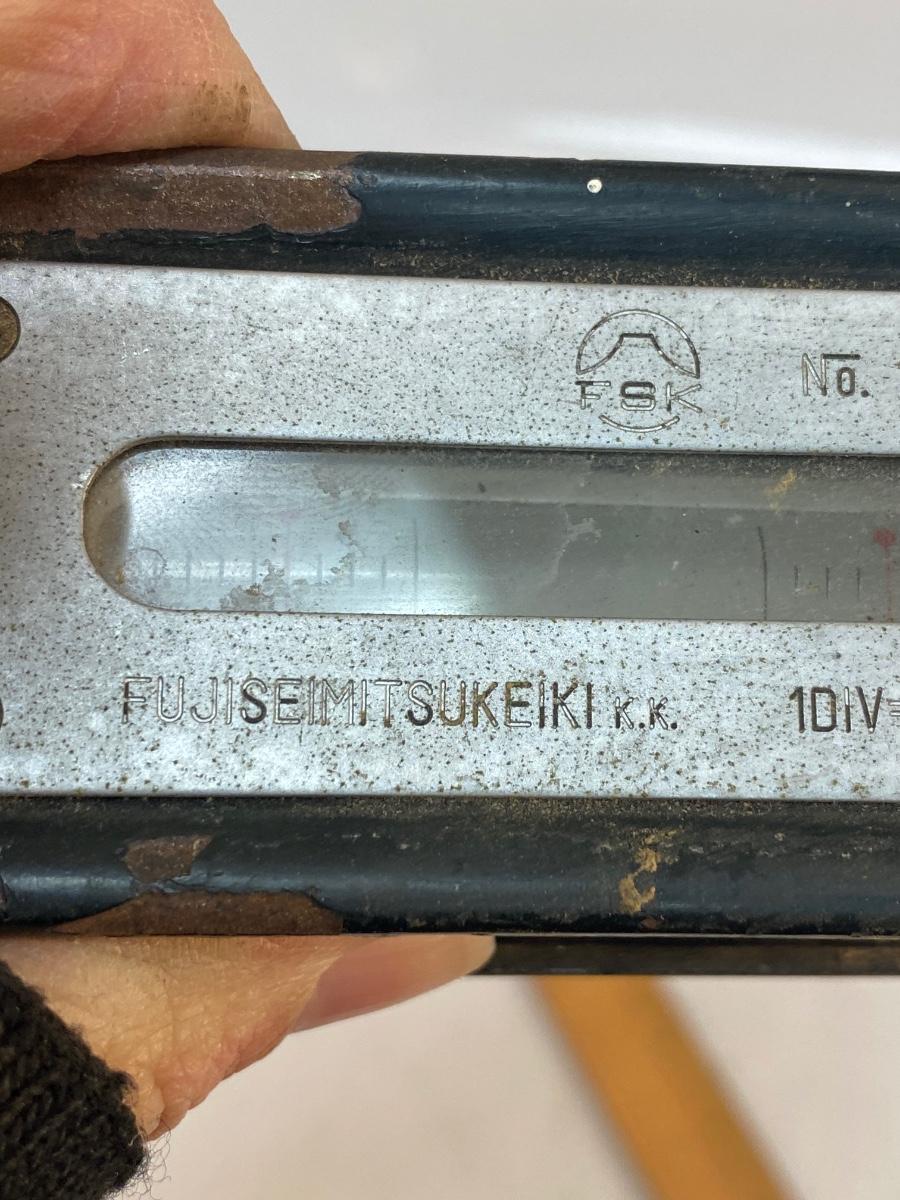 FSK
No.
FUJISEIMITSUKEIKI K.K.
1DIV=